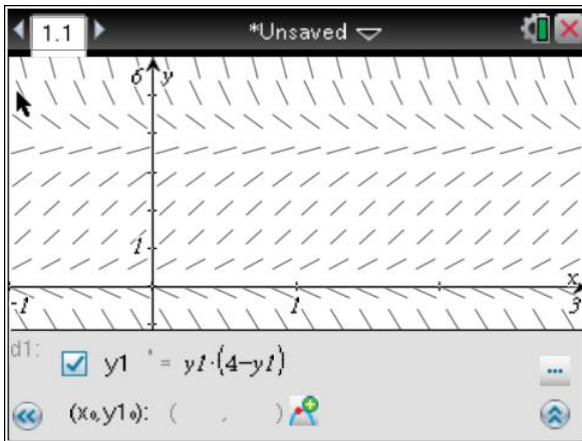 1.1 *Unsaved
6 y
1
x
-1 1 3
d1: y1 ' = y1·(4−y1)
...
(x₀,y1₀): ( , )